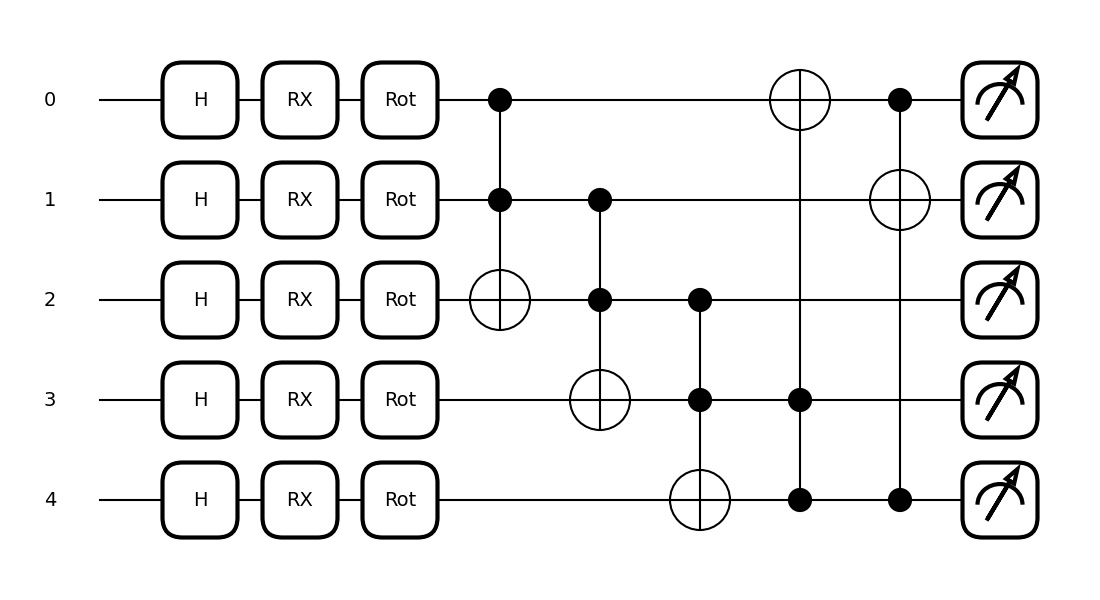 0 H RX Rot
1 H RX Rot
2 H RX Rot
3 H RX Rot
4 H RX Rot